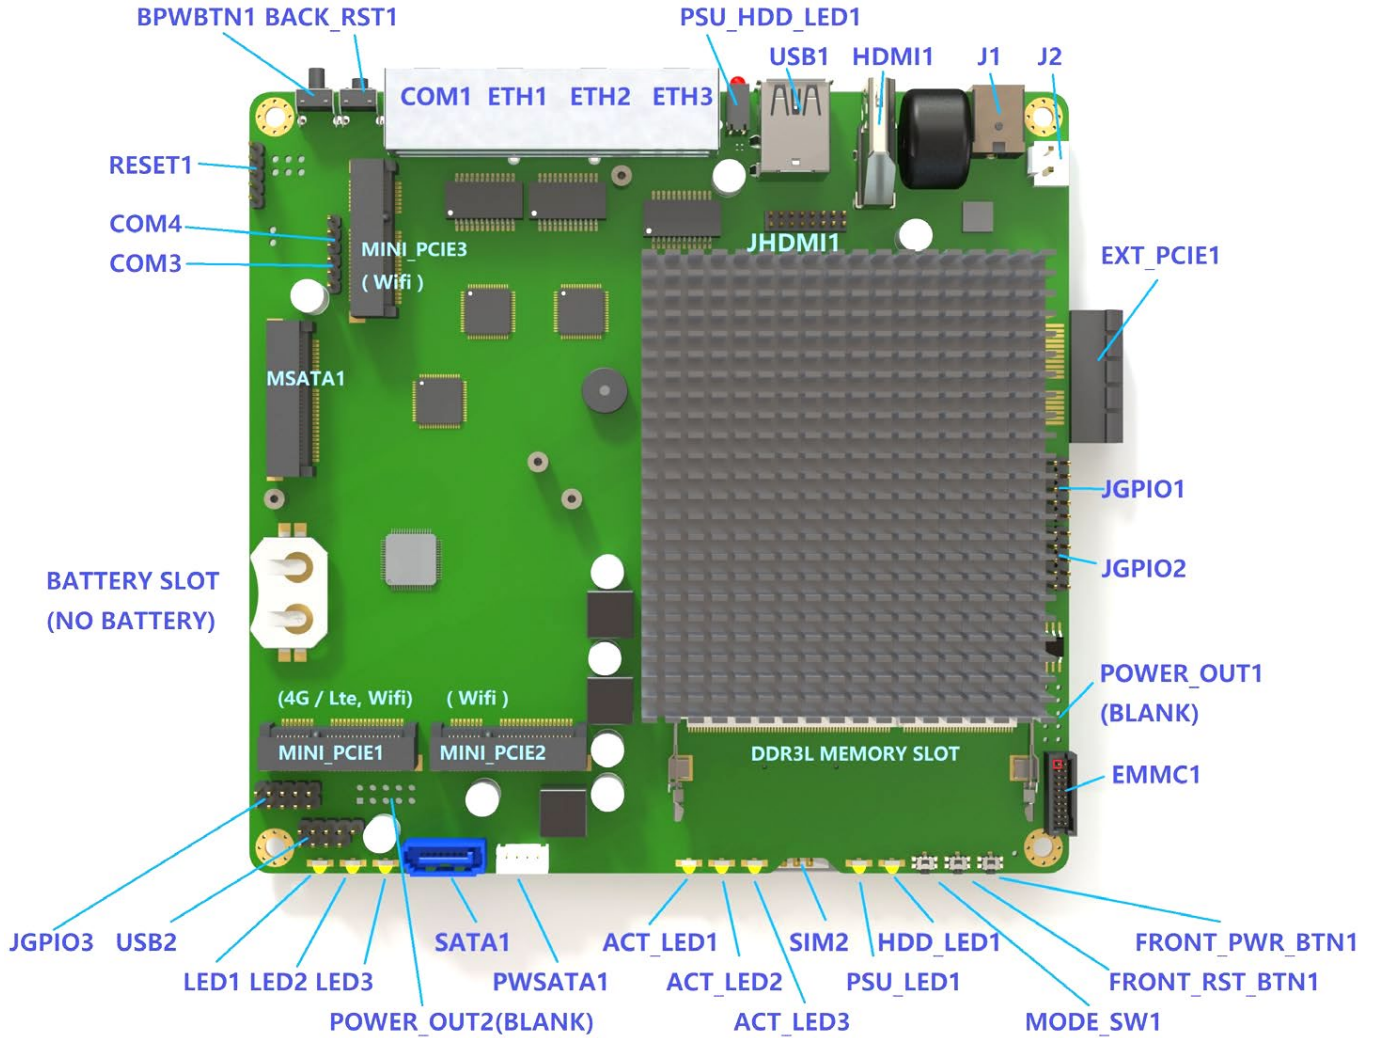 BPWBTN1 BACK_RST1
PSU_HDD_LED1
USB1
HDMI1
J1
J2
COM1
ETH1
ETH2
ETH3
RESET1
COM4
COM3
MINI_PCIE3
( Wifi )
JHDMI1
EXT_PCIE1
MSATA1
JGPIO1
JGPIO2
BATTERY SLOT
(NO BATTERY)
(4G / Lte, Wifi)
( Wifi )
POWER_OUT1
(BLANK)
MINI_PCIE1
MINI_PCIE2
DDR3L MEMORY SLOT
EMMC1
JGPIO3
USB2
SATA1
ACT_LED1
SIM2
HDD_LED1
FRONT_PWR_BTN1
LED1 LED2 LED3
PWSATA1
ACT_LED2
PSU_LED1
FRONT_RST_BTN1
POWER_OUT2(BLANK)
ACT_LED3
MODE_SW1